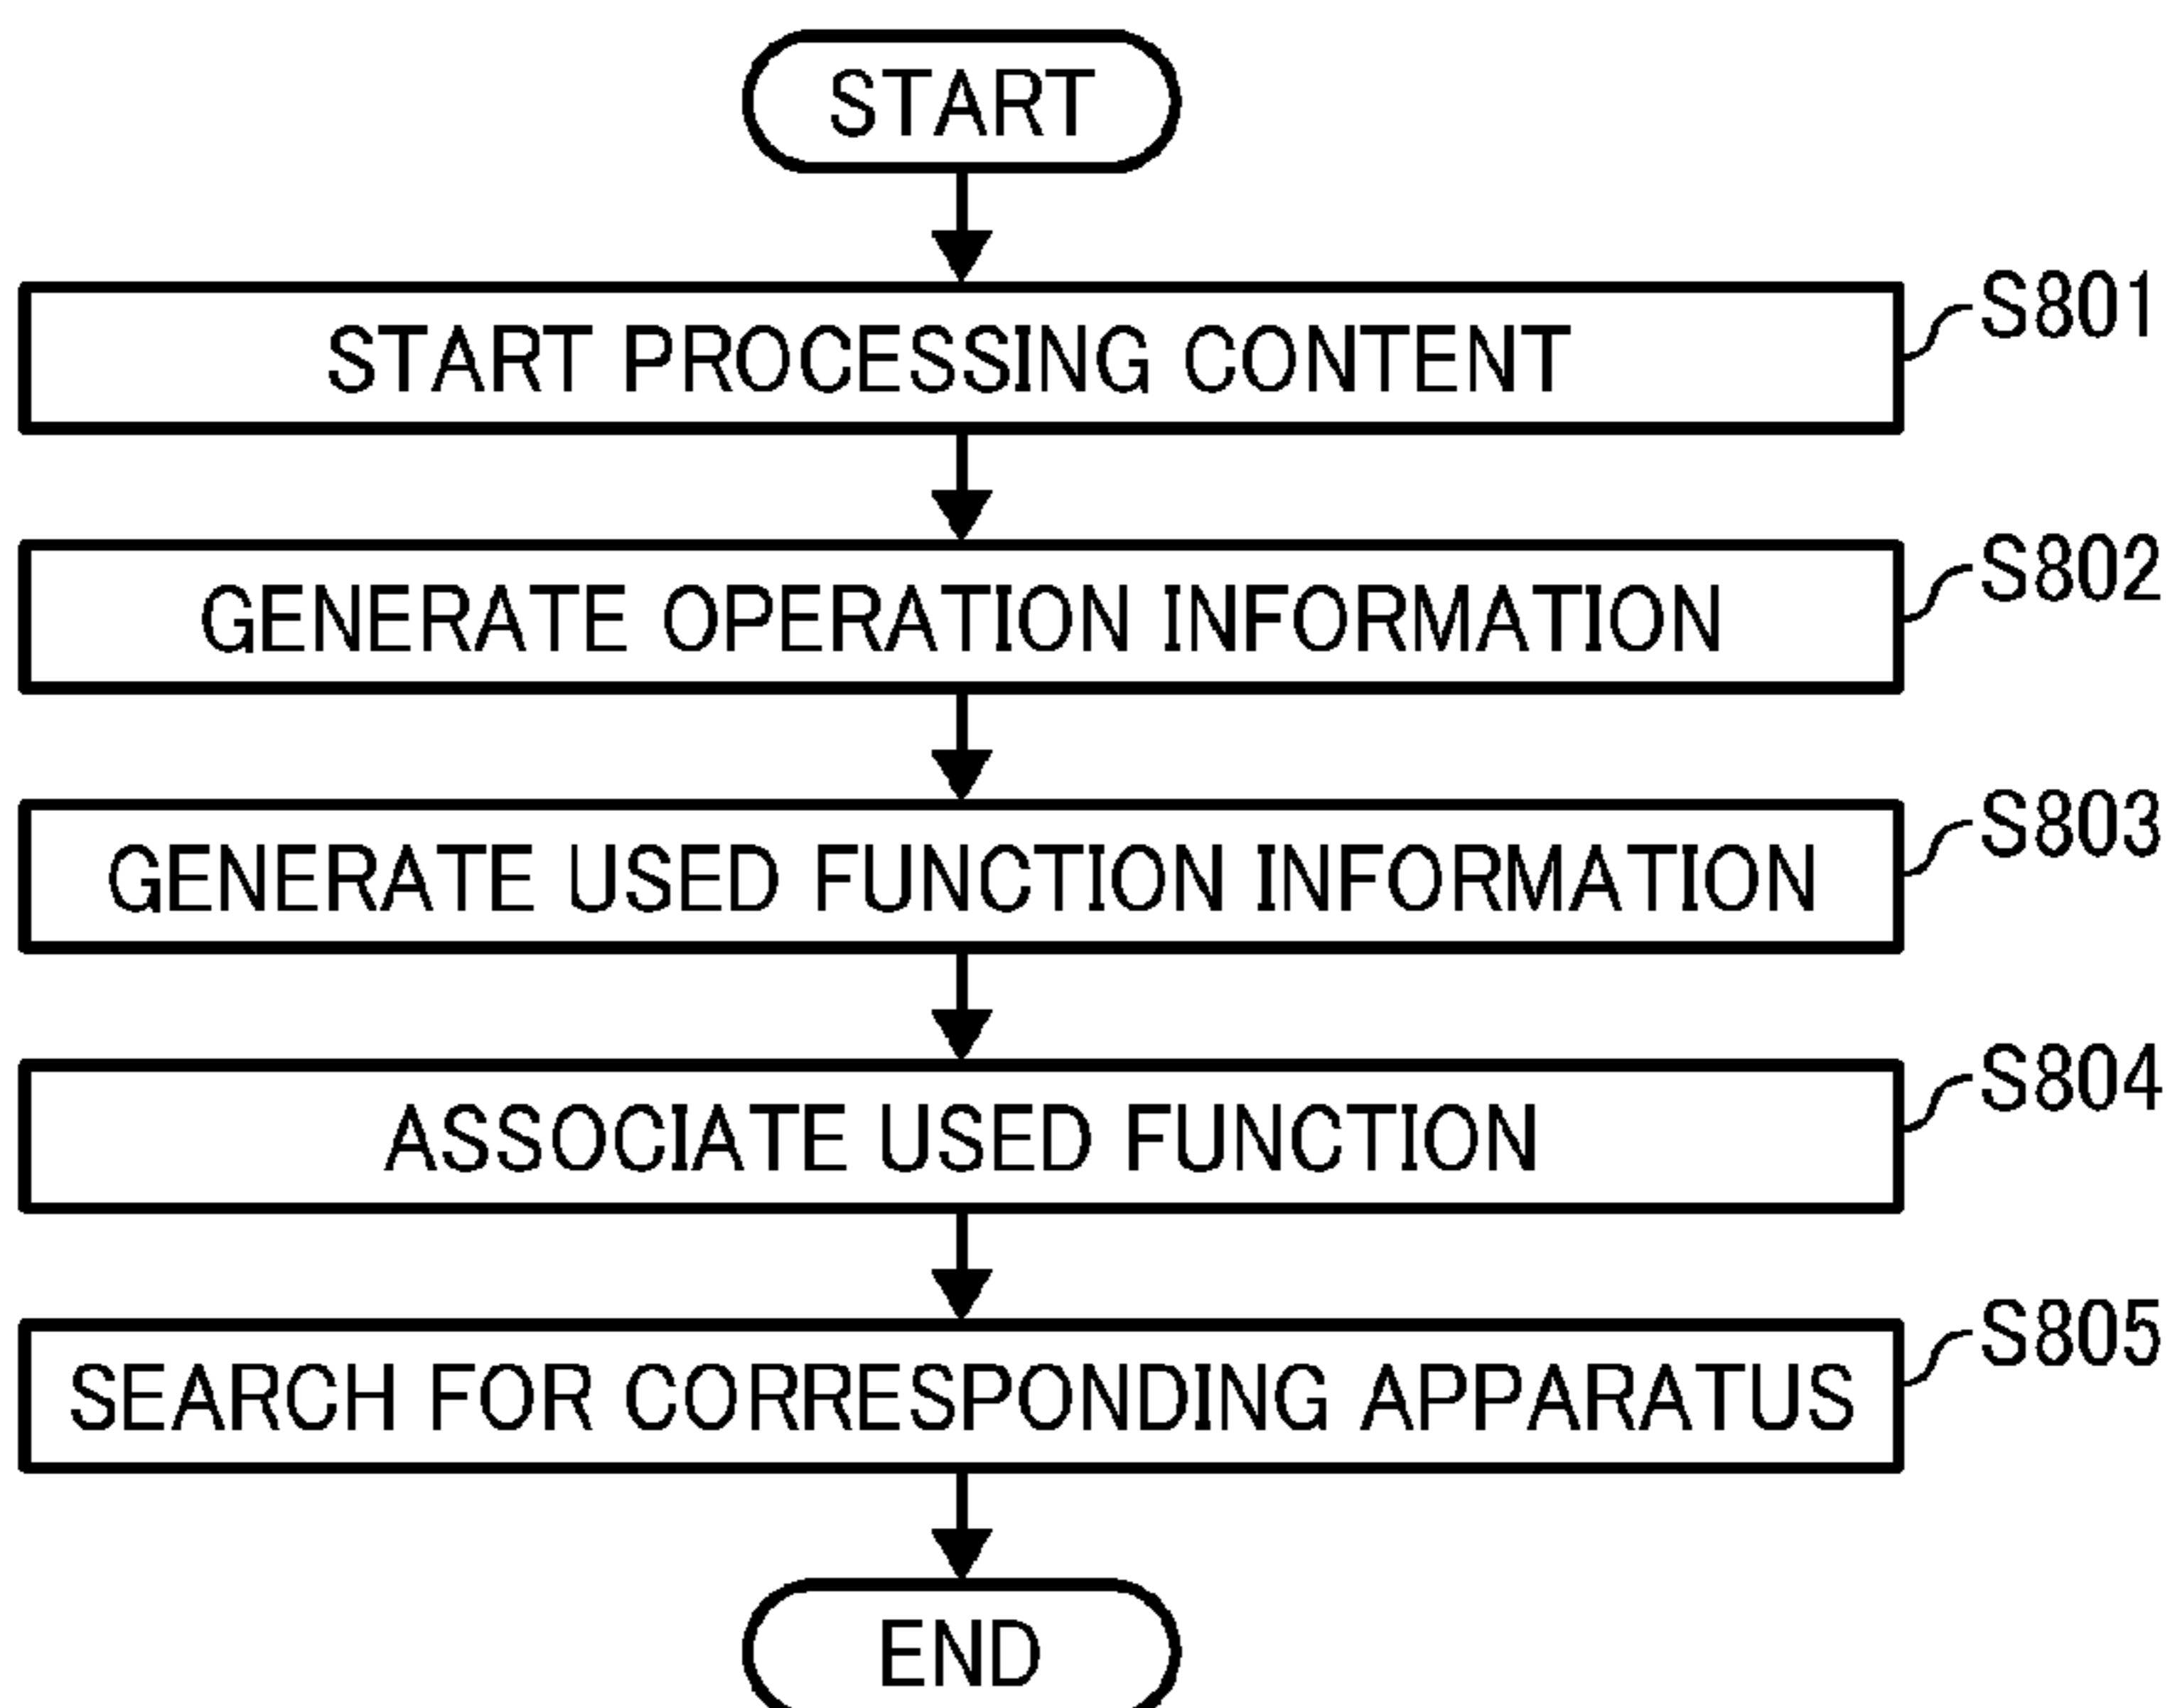 START
START PROCESSING CONTENT
S801
GENERATE OPERATION INFORMATION
S802
GENERATE USED FUNCTION INFORMATION
S803
ASSOCIATE USED FUNCTION
S804
SEARCH FOR CORRESPONDING APPARATUS
S805
END